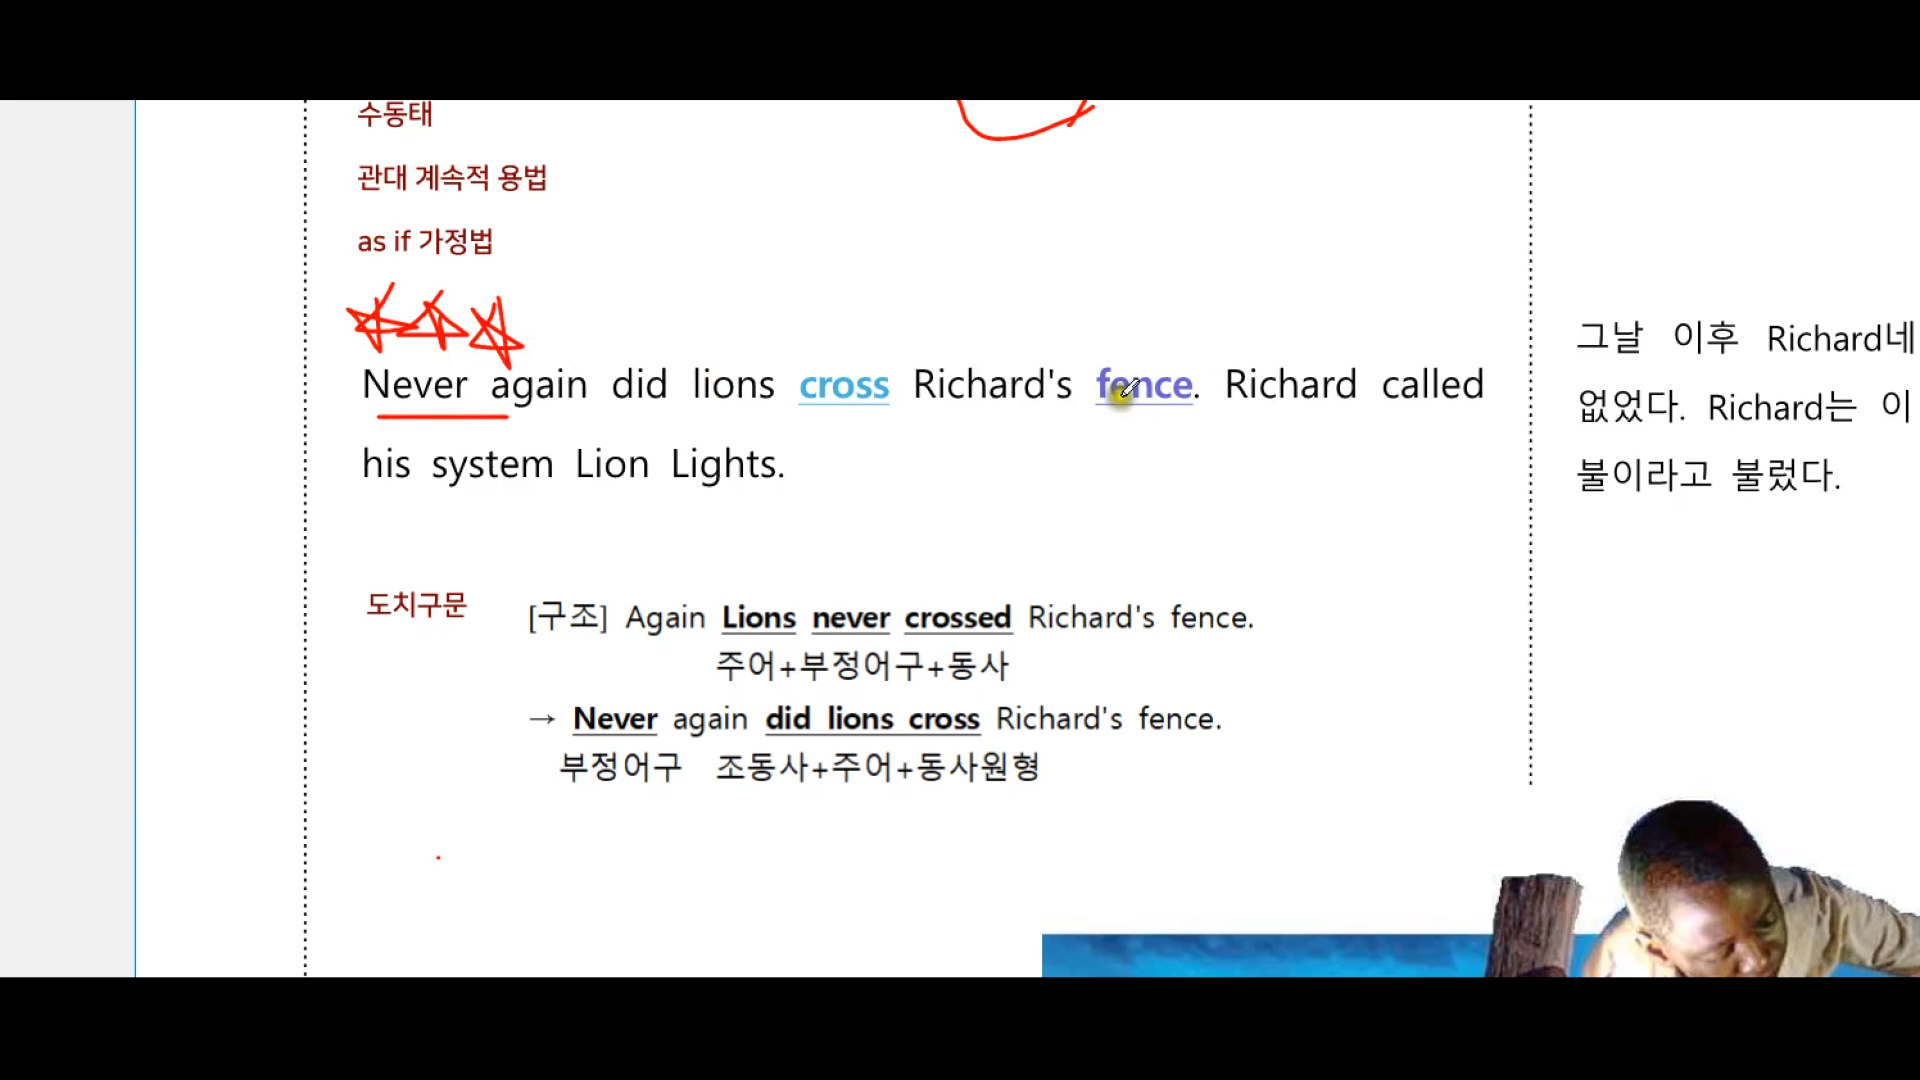 수동태
관대 계속적 용법
as if 가정법
Never again did lions cross Richard's fence. Richard called
his system Lion Lights.
그날 이후 Richard네
없었다. Richard는 이
불이라고 불렀다.
도치구문
[구조] Again Lions never crossed Richard's fence.
주어+부정어구+동사
→ Never again did lions cross Richard's fence.
부정어구 조동사+주어+동사원형